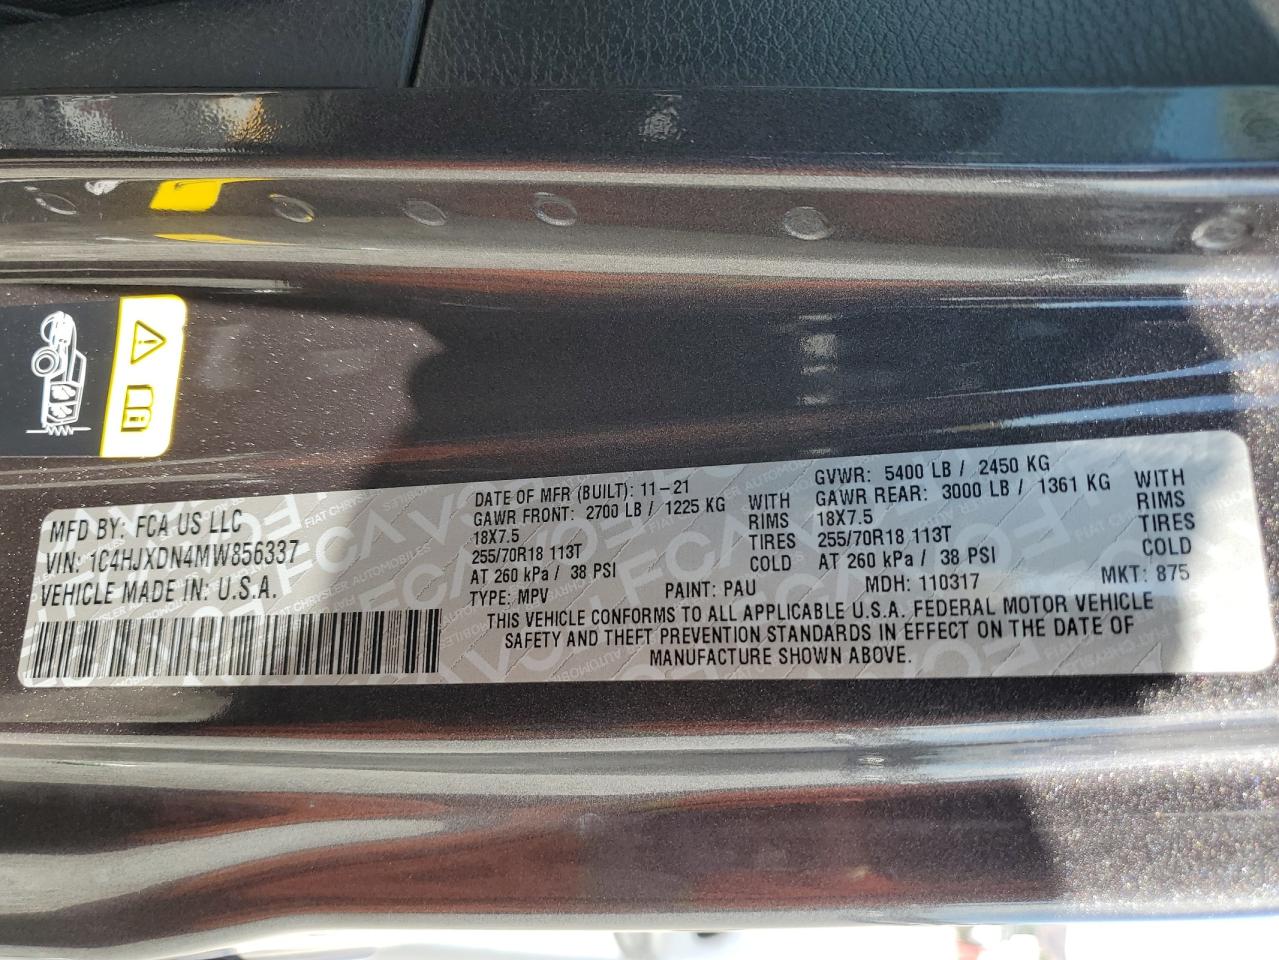 MFD BY: FCA US LLC
VIN: 1C4HJXDN4MW856337
VEHICLE MADE IN: U.S.A.
DATE OF MFR (BUILT): 11-21
GAWR FRONT: 2700 LB / 1225 KG WITH
18X7.5 RIMS
255/70R18 113T TIRES
AT 260 kPa / 38 PSI COLD
GVWR: 5400 LB / 2450 KG
GAWR REAR: 3000 LB / 1361 KG WITH
18X7.5 RIMS
255/70R18 113T TIRES
AT 260 kPa / 38 PSI COLD
TYPE: MPV PAINT: PAU MDH: 110317 MKT: 875
THIS VEHICLE CONFORMS TO ALL APPLICABLE U.S.A. FEDERAL MOTOR VEHICLE
SAFETY AND THEFT PREVENTION STANDARDS IN EFFECT ON THE DATE OF
MANUFACTURE SHOWN ABOVE.